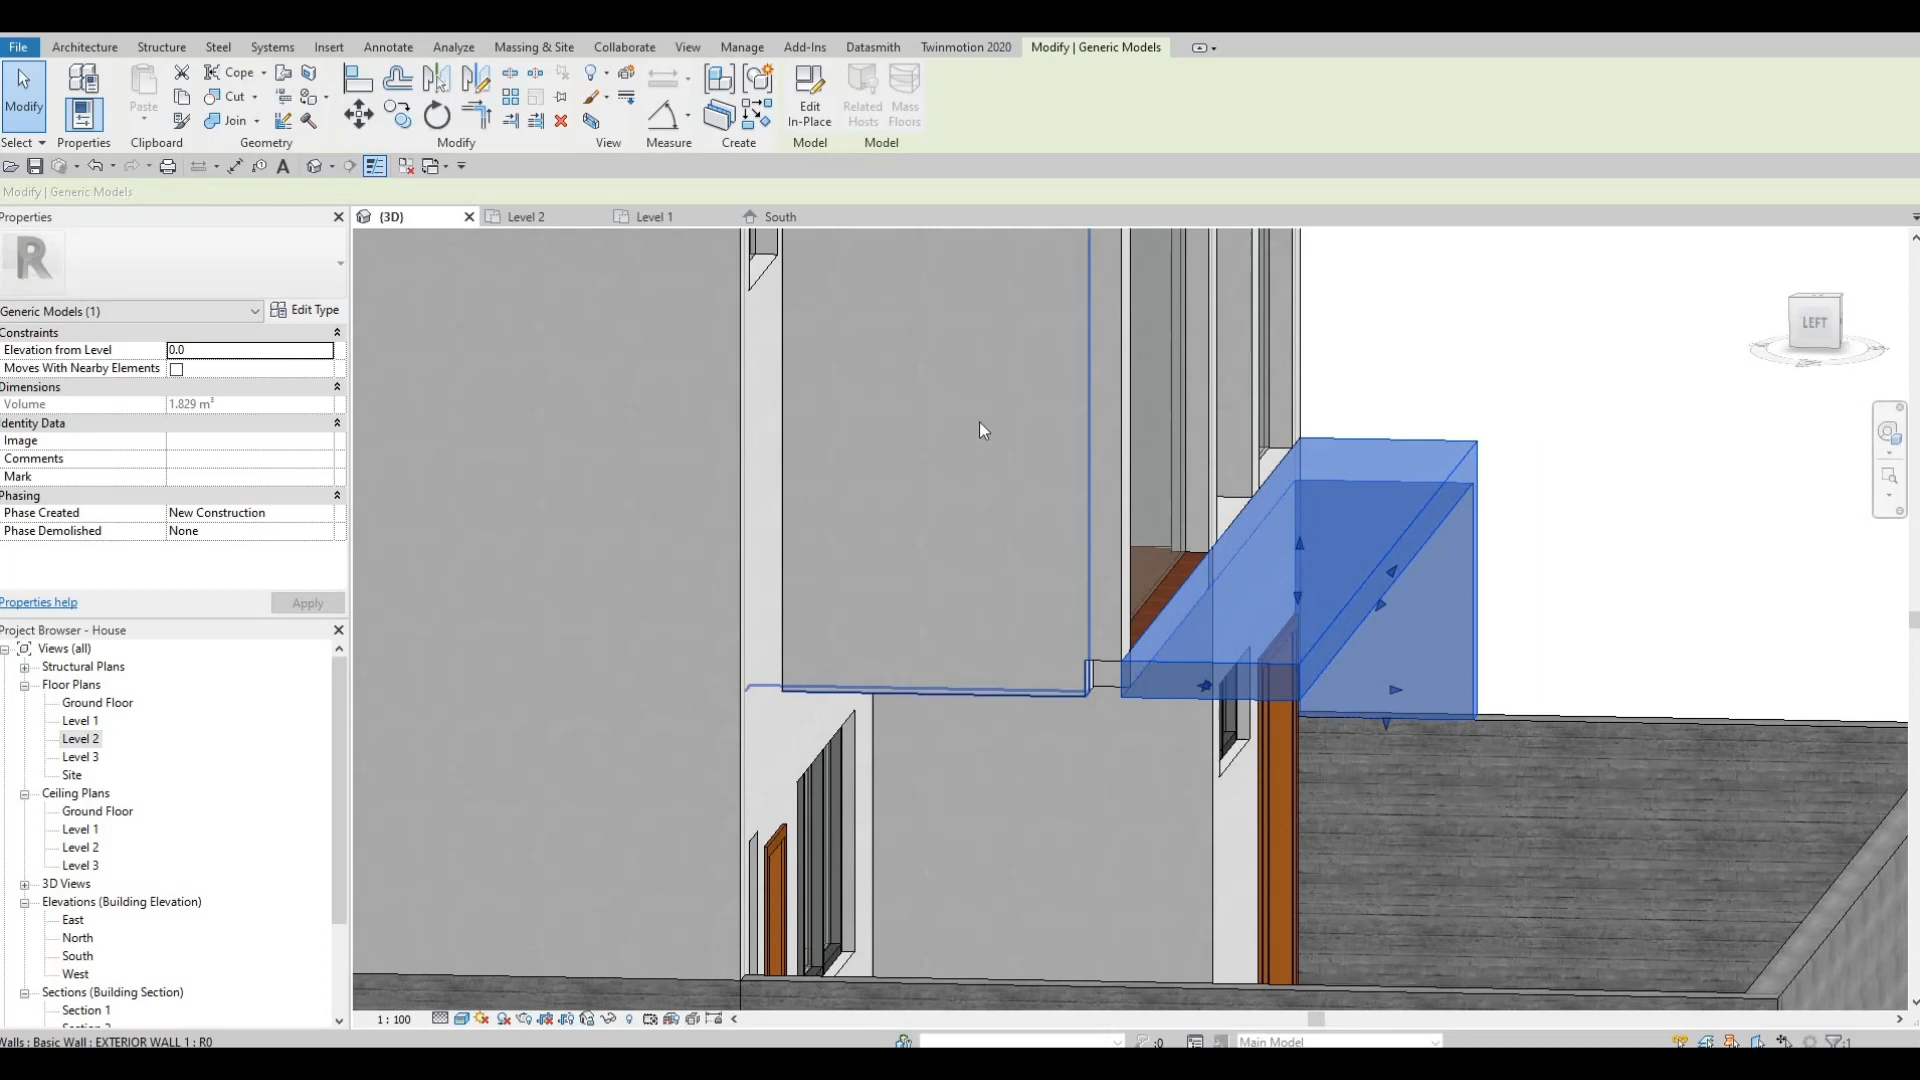 File Architecture Structure Steel Systems Insert Annotate Analyze Massing & Site Collaborate View Manage Add-Ins Datasmith Twinmotion 2020 Modify | Generic Models
Modify
Paste
Cope
Cut
Join
Edit In-Place
Related Hosts
Mass Floors
Select Properties Clipboard Geometry Modify View Measure Create Model Model
Modify | Generic Models
Properties
{3D} Level 2 Level 1 South
R
Generic Models (1) Edit Type
Constraints
Elevation from Level 0.0
Moves With Nearby Elements
Dimensions
Volume 1.829 m³
Identity Data
Image
Comments
Mark
Phasing
Phase Created New Construction
Phase Demolished None
Properties help Apply
LEFT
Project Browser - House
Views (all)
Structural Plans
Floor Plans
Ground Floor
Level 1
Level 2
Level 3
Site
Ceiling Plans
Ground Floor
Level 1
Level 2
Level 3
3D Views
Elevations (Building Elevation)
East
North
South
West
Sections (Building Section)
Section 1
1 : 100
Walls : Basic Wall : EXTERIOR WALL 1 : R0 :0 Main Model :1